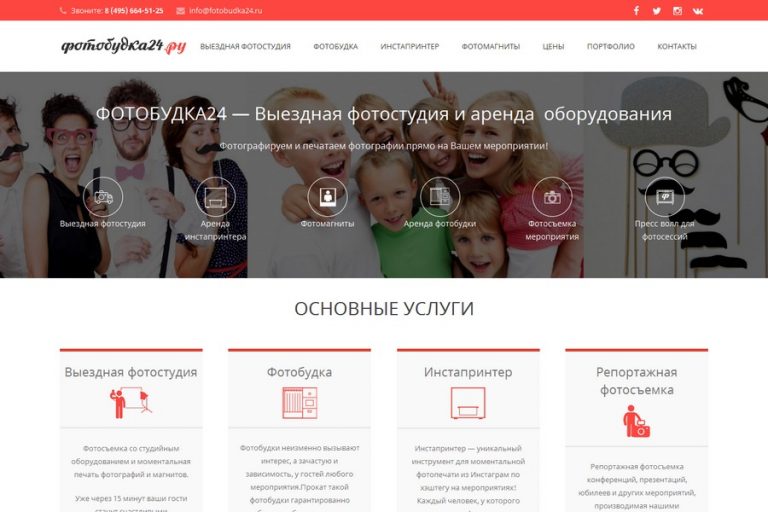 Звоните: 8 (495) 664-51-25 info@fotobudka24.ru
фотобудка24.ру ВЫЕЗДНАЯ ФОТОСТУДИЯ ФОТОБУДКА ИНСТАПРИНТЕР ФОТОМАГНИТЫ ЦЕНЫ ПОРТФОЛИО КОНТАКТЫ
ФОТОБУДКА24 — Выездная фотостудия и аренда оборудования
Фотографируем и печатаем фотографии прямо на Вашем мероприятии!
Выездная фотостудия
Аренда
инстапринтера
Фотомагниты
Аренда фотобудки
Фотосъемка
мероприятия
Пресс волл для
фотосессий
ОСНОВНЫЕ УСЛУГИ
Выездная фотостудия
Фотосъемка со студийным
оборудованием и моментальная
печать фотографий и магнитов.
Уже через 15 минут ваши гости
станут счастливыми
Фотобудка
Фотобудки неизменно вызывают
интерес, а зачастую и
зависимость, у гостей любого
мероприятия.Прокат такой
фотобудки гарантированно
Инстапринтер
Инстапринтер — уникальный
инструмент для моментальной
фотопечати из Инстаграм по
хэштегу на мероприятиях!
Каждый человек, у которого
Репортажная
фотосъемка
Репортажная фотосъемка
конференций, презентаций,
юбилеев и других мероприятий,
производимая нашими